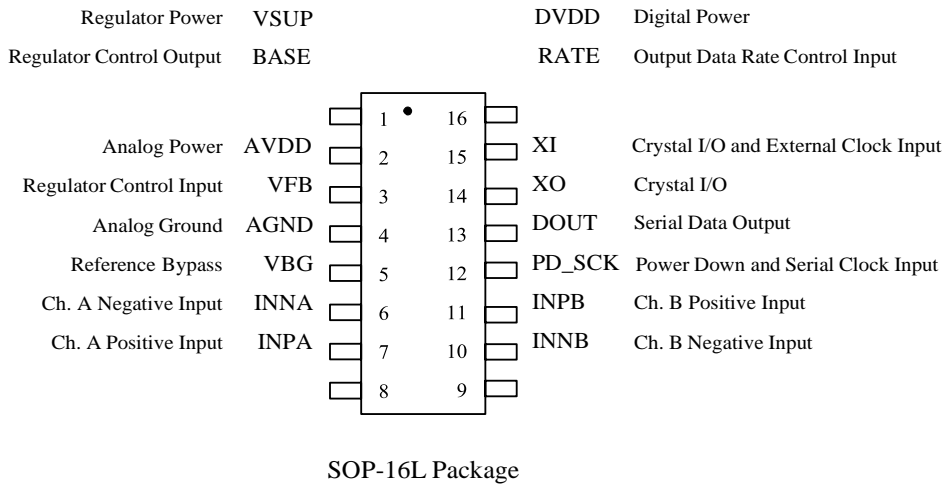 Regulator Power VSUP DVDD Digital Power
Regulator Control Output BASE RATE Output Data Rate Control Input
1 16
Analog Power AVDD 2 15 XI Crystal I/O and External Clock Input
Regulator Control Input VFB 3 14 XO Crystal I/O
Analog Ground AGND 4 13 DOUT Serial Data Output
Reference Bypass VBG 5 12 PD_SCK Power Down and Serial Clock Input
Ch. A Negative Input INNA 6 11 INPB Ch. B Positive Input
Ch. A Positive Input INPA 7 10 INNB Ch. B Negative Input
8 9
SOP-16L Package